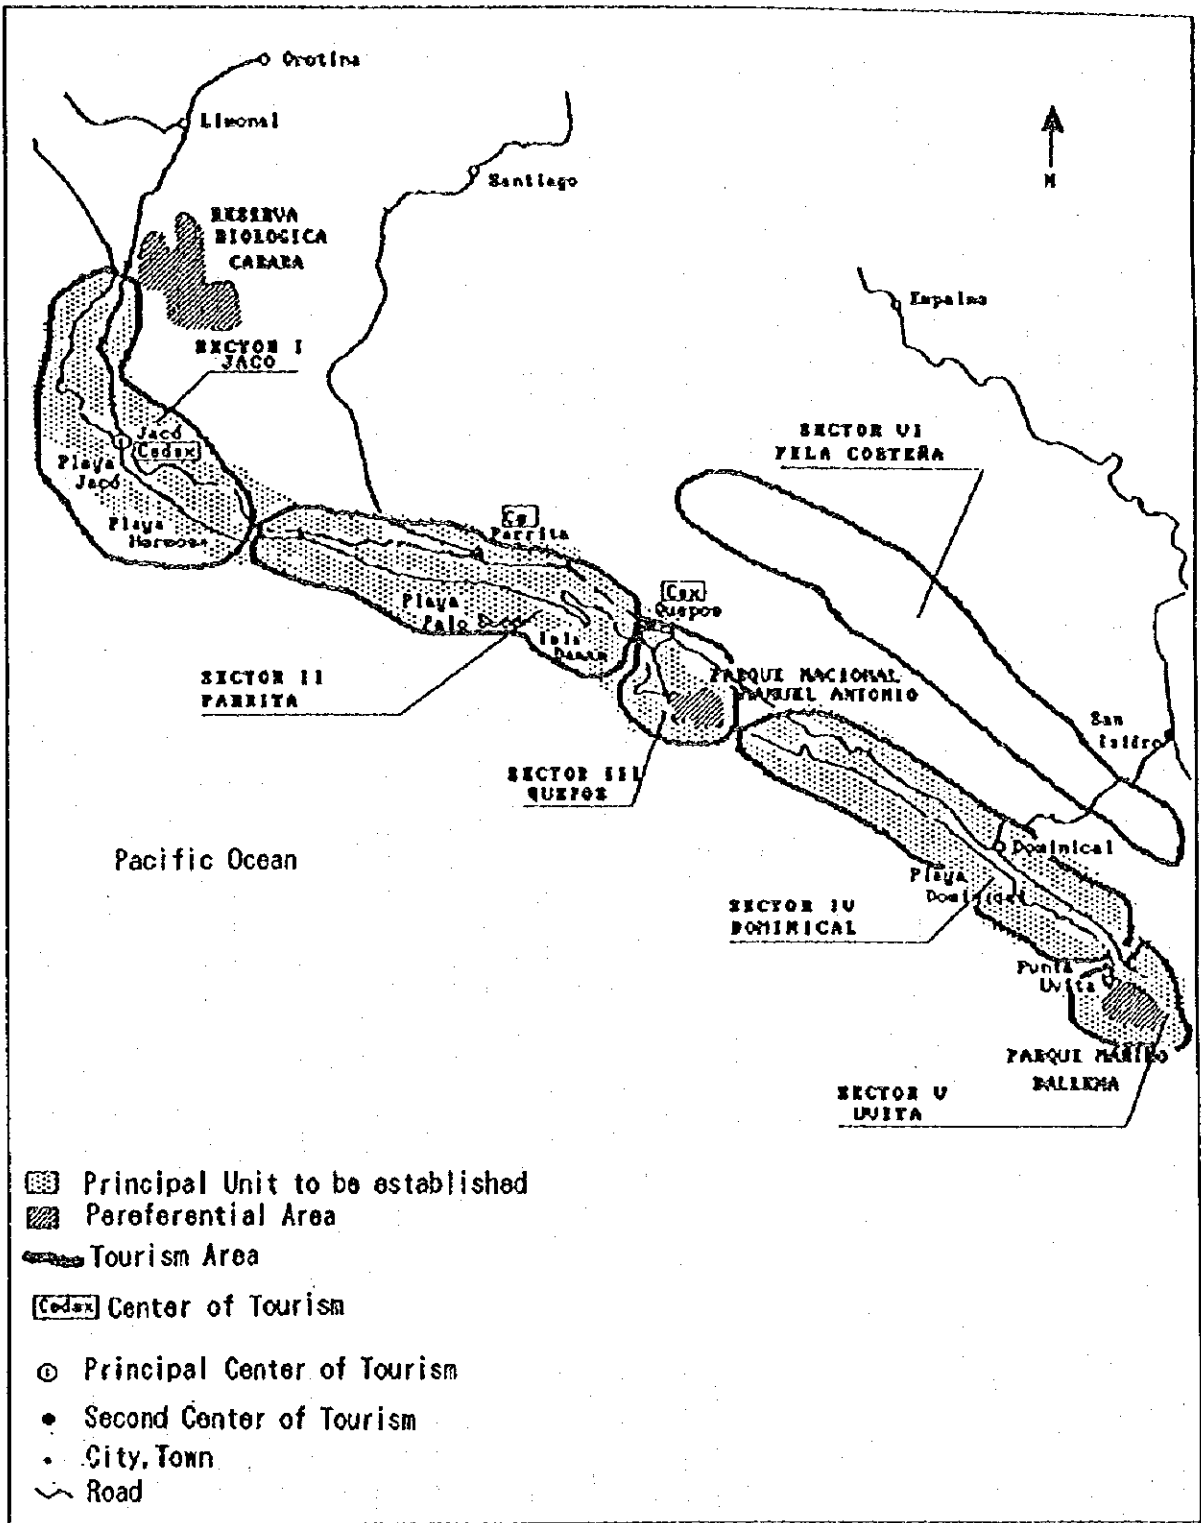 Orotina
Limonal
Santiago
N
RESERVA
BIOLOGICA
CARARA
Empalme
SECTOR I
JACO
SECTOR VI
FILA COSTEÑA
Jacó
Cedax
Playa
Jacó
Playa
Hermosa
Parrita
Csx
Quepos
Playa
Palo
Isla
Damas
SECTOR II
PARRITA
PARQUE NACIONAL
MANUEL ANTONIO
San
Isidro
SECTOR III
QUEPOS
Pacific Ocean
Dominical
Playa
Dominical
SECTOR IV
DOMINICAL
Punta
Uvita
PARQUE MARINO
BALLENA
SECTOR V
UVITA
Principal Unit to be established
Pereferential Area
Tourism Area
Cedax Center of Tourism
Principal Center of Tourism
Second Center of Tourism
City, Town
Road